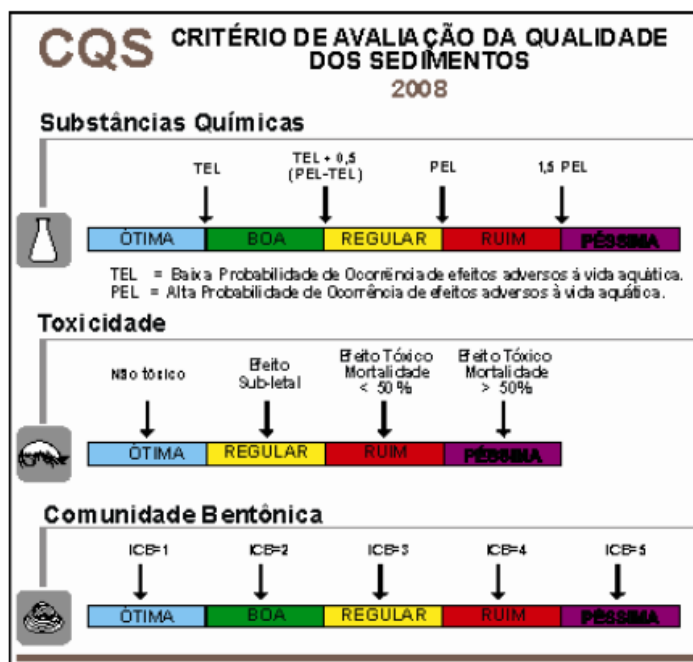 CQS CRITÉRIO DE AVALIAÇÃO DA QUALIDADE
DOS SEDIMENTOS
2008
Substâncias Químicas
TEL
TEL + 0,5
(PEL-TEL)
PEL
1,5 PEL
ÓTIMA BOA REGULAR RUIM PÉSSIMA
TEL = Baixa Probabilidade de Ocorrência de efeitos adversos à vida aquática.
PEL = Alta Probabilidade de Ocorrência de efeitos adversos à vida aquática.
Toxicidade
Não tóxico
Efeito
Sub-letal
Efeito Tóxico
Mortalidade
< 50%
Efeito Tóxico
Mortalidade
> 50%
ÓTIMA REGULAR RUIM PÉSSIMA
Comunidade Bentônica
ICB=1 ICB=2 ICB=3 ICB=4 ICB=5
ÓTIMA BOA REGULAR RUIM PÉSSIMA